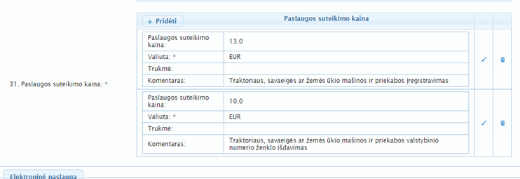 + Pridėti
Paslaugos suteikimo kaina
31. Paslaugos suteikimo kaina: *
Paslaugos suteikimo
kaina:
13.0
Valiuta: *
EUR
Trukmė:
Komentaras:
Traktoriaus, savaeigės ar žemės ūkio mašinos ir priekabos įregistravimas
Paslaugos suteikimo
kaina:
10.0
Valiuta: *
EUR
Trukmė:
Komentaras:
Traktoriaus, savaeigės ar žemės ūkio mašinos ir priekabos valstybinio
numerio ženklo išdavimas
Elektroninė paslauga